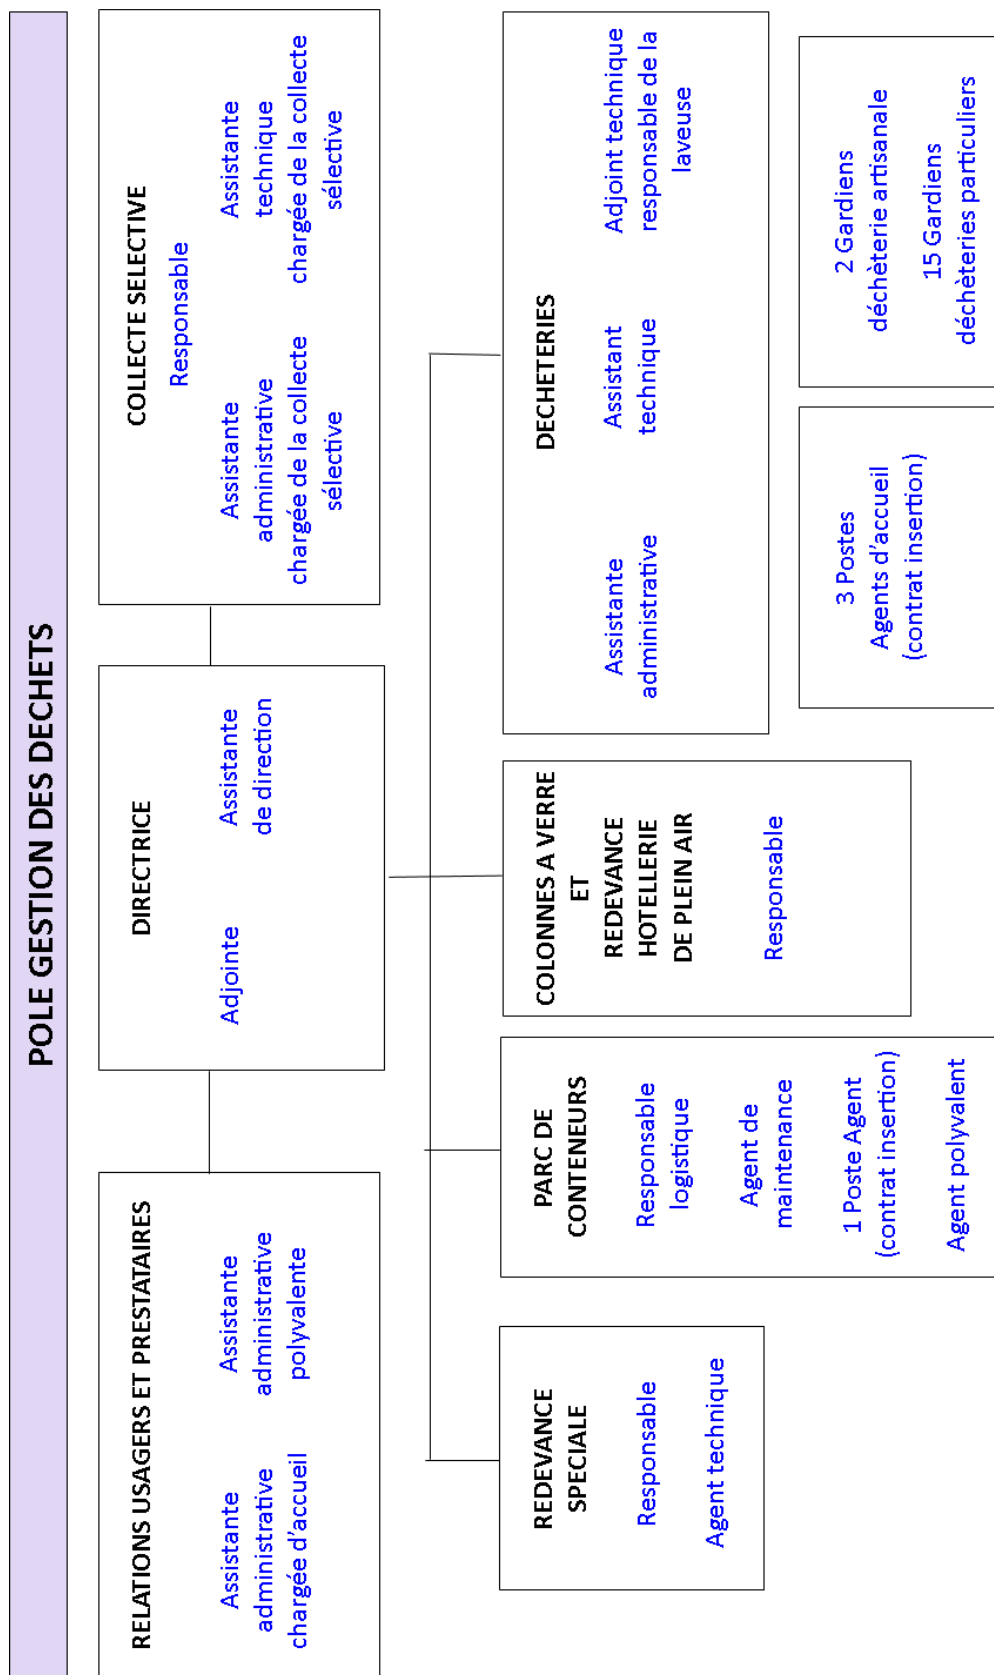 POLE GESTION DES DECHETS
RELATIONS USAGERS ET PRESTATAIRES
Assistante
administrative
chargée d'accueil
Assistante
administrative
polyvalente
DIRECTRICE
Adjointe
Assistante
de direction
COLLECTE SELECTIVE
Responsable
Assistante
administrative
chargée de la collecte
sélective
Assistante
technique
chargée de la collecte
sélective
REDEVANCE
SPECIALE
Responsable
Agent technique
PARC DE
CONTENEURS
Responsable
logistique
Agent de
maintenance
1 Poste Agent
(contrat insertion)
Agent polyvalent
COLONNES A VERRE
ET
REDEVANCE
HOTELLERIE
DE PLEIN AIR
Responsable
DECHETERIES
Assistante
administrative
Assistant
technique
Adjoint technique
responsable de la
laveuse
3 Postes
Agents d'accueil
(contrat insertion)
2 Gardiens
déchèterie artisanale
15 Gardiens
déchèteries particuliers